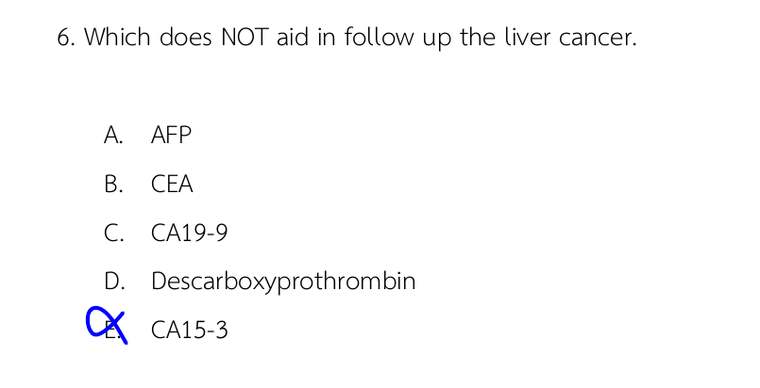 6. Which does NOT aid in follow up the liver cancer.
A. AFP
B. CEA
C. CA19-9
D. Descarboxyprothrombin
E. CA15-3